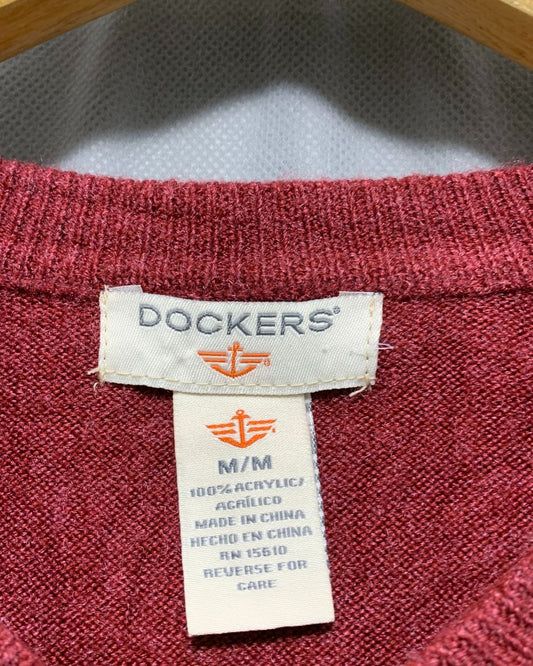 DOCKERS®
M/M
100% ACRYLIC/
ACRÍLICO
MADE IN CHINA
HECHO EN CHINA
RN 15610
REVERSE FOR
CARE